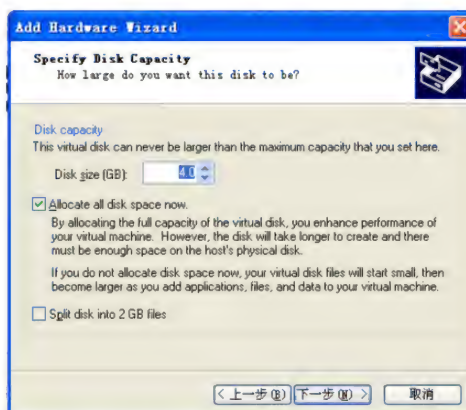 Add Hardware Wizard
Specify Disk Capacity
How large do you want this disk to be?
Disk capacity
This virtual disk can never be larger than the maximum capacity that you set here.
Disk size (GB): 4.0
Allocate all disk space now.
By allocating the full capacity of the virtual disk, you enhance performance of
your virtual machine. However, the disk will take longer to create and there
must be enough space on the host's physical disk.
If you do not allocate disk space now, your virtual disk files will start small, then
become larger as you add applications, files, and data to your virtual machine.
Split disk into 2 GB files
< 上一步(B) 下一步(N) > 取消